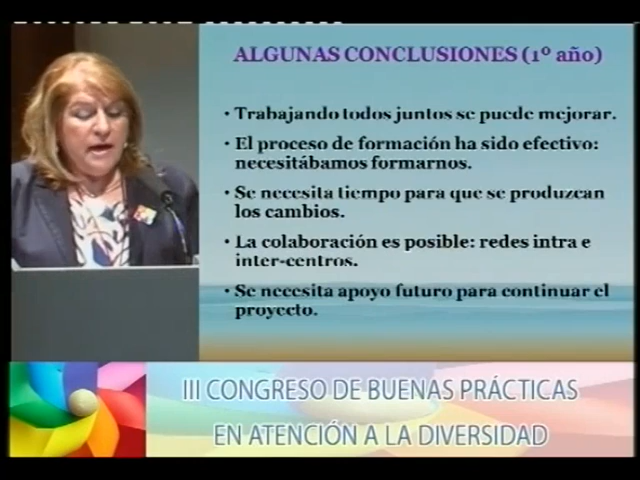 ALGUNAS CONCLUSIONES (1º año)
• Trabajando todos juntos se puede mejorar.
• El proceso de formación ha sido efectivo:
necesitábamos formarnos.
• Se necesita tiempo para que se produzcan
los cambios.
• La colaboración es posible: redes intra e
inter-centros.
• Se necesita apoyo futuro para continuar el
proyecto.
III CONGRESO DE BUENAS PRÁCTICAS
EN ATENCIÓN A LA DIVERSIDAD